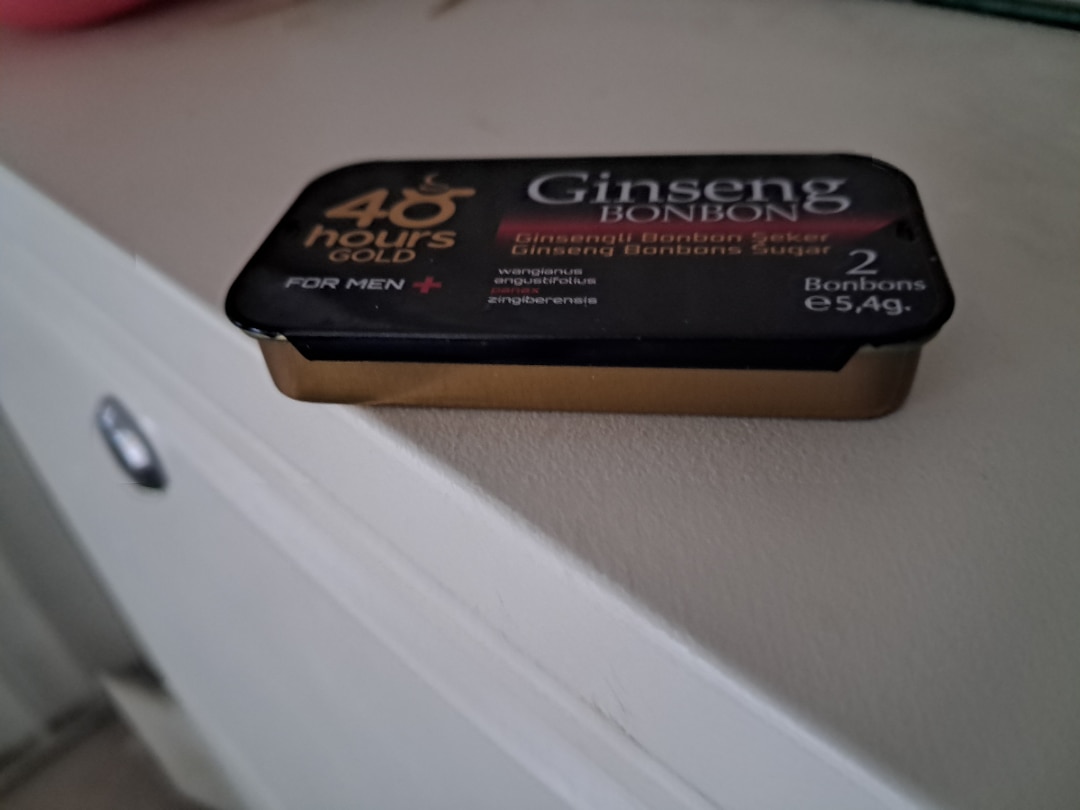 48
hours
GOLD
FOR MEN +
Ginseng
BONBON
Ginsengli Bonbon Şeker
Ginseng Bonbons Sugar
wangianus
angustifolius
panax
zingiberensis
2
Bonbons
℮5,4g.